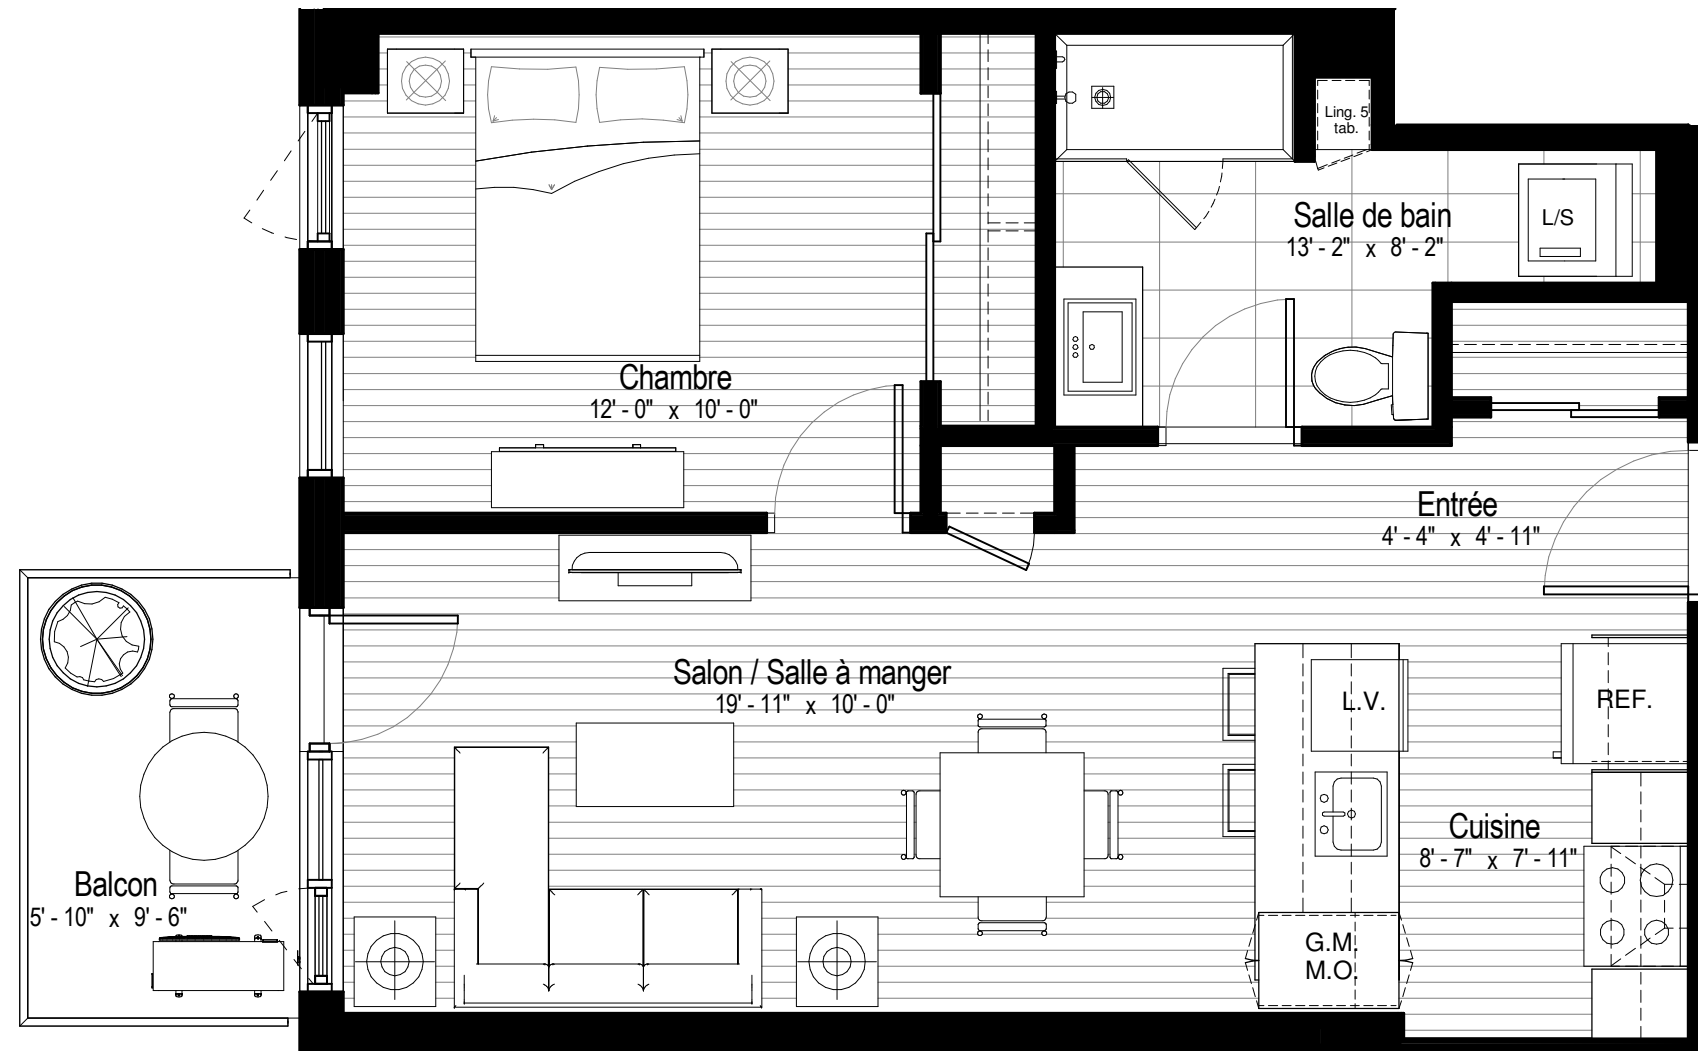 Ling. 5
tab.
Salle de bain
13' - 2" x 8' - 2"
L/S
Chambre
12' - 0" x 10' - 0"
Entrée
4' - 4" x 4' - 11"
Salon / Salle à manger
19' - 11" x 10' - 0"
L.V.
REF.
Cuisine
8' - 7" x 7' - 11"
Balcon
5' - 10" x 9' - 6"
G.M.
M.O.